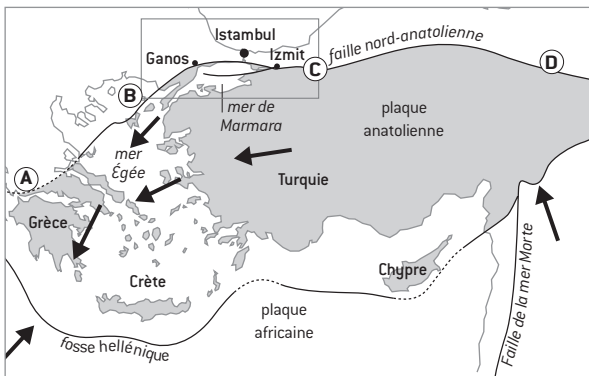 Istambul
faille nord-anatolienne
Ganos
Izmit
C
D
B
mer de
Marmara
plaque
anatolienne
mer
Égée
A
Turquie
Grèce
Chypre
Crète
plaque
africaine
fosse hellénique
Faille de la mer Morte